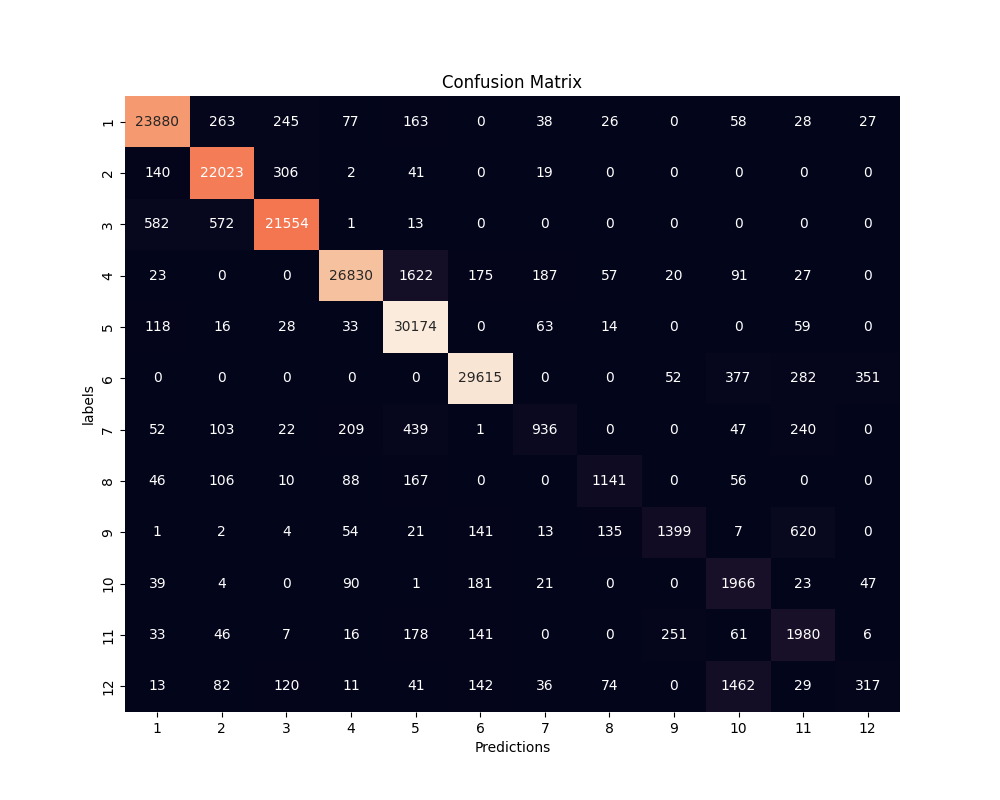 Confusion Matrix
1 23880 263 245 77 163 0 38 26 0 58 28 27
2 140 22023 306 2 41 0 19 0 0 0 0 0
3 582 572 21554 1 13 0 0 0 0 0 0 0
4 23 0 0 26830 1622 175 187 57 20 91 27 0
5 118 16 28 33 30174 0 63 14 0 0 59 0
6 0 0 0 0 0 29615 0 0 52 377 282 351
labels
7 52 103 22 209 439 1 936 0 0 47 240 0
8 46 106 10 88 167 0 0 1141 0 56 0 0
9 1 2 4 54 21 141 13 135 1399 7 620 0
10 39 4 0 90 1 181 21 0 0 1966 23 47
11 33 46 7 16 178 141 0 0 251 61 1980 6
12 13 82 120 11 41 142 36 74 0 1462 29 317
1 2 3 4 5 6 7 8 9 10 11 12
Predictions